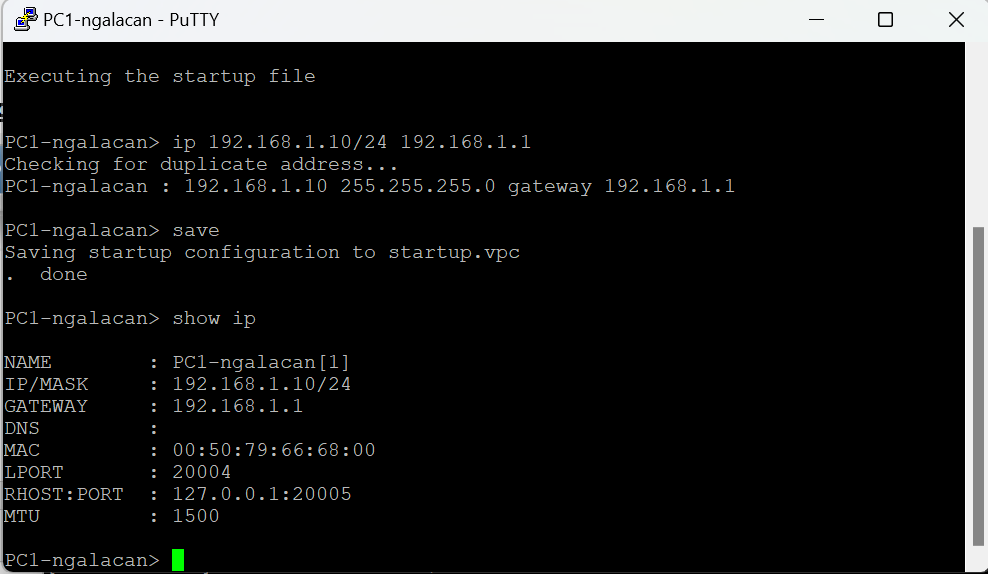 PC1-ngalacan - PuTTY
Executing the startup file
PC1-ngalacan> ip 192.168.1.10/24 192.168.1.1
Checking for duplicate address...
PC1-ngalacan : 192.168.1.10 255.255.255.0 gateway 192.168.1.1
PC1-ngalacan> save
Saving startup configuration to startup.vpc
.  done
PC1-ngalacan> show ip
NAME        : PC1-ngalacan[1]
IP/MASK     : 192.168.1.10/24
GATEWAY     : 192.168.1.1
DNS         :
MAC         : 00:50:79:66:68:00
LPORT       : 20004
RHOST:PORT  : 127.0.0.1:20005
MTU         : 1500
PC1-ngalacan>